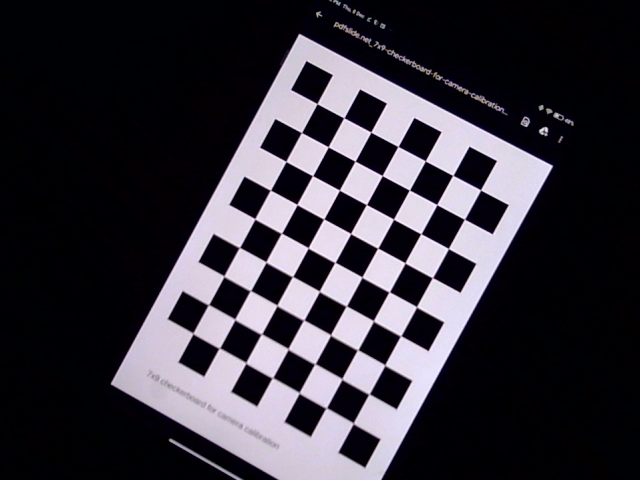 pdfslide.net_7x9-checkerboard-for-camera-calibration...
7x9 checkerboard for camera calibration